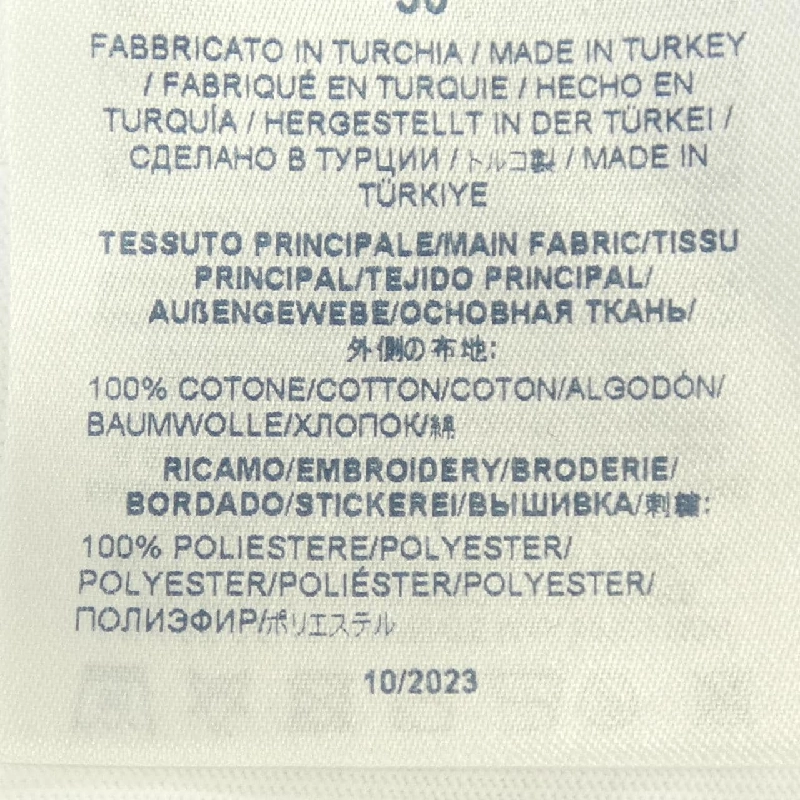 FABBRICATO IN TURCHIA / MADE IN TURKEY
/ FABRIQUÉ EN TURQUIE / HECHO EN
TURQUÍA / HERGESTELLT IN DER TÜRKEI /
СДЕЛАНО В ТУРЦИИ / トルコ製 / MADE IN
TÜRKIYE
TESSUTO PRINCIPALE/MAIN FABRIC/TISSU
PRINCIPAL/TEJIDO PRINCIPAL/
AUßENGEWEBE/ОСНОВНАЯ ТКАНЬ/
外側の布地:
100% COTONE/COTTON/COTON/ALGODÓN/
BAUMWOLLE/ХЛОПОК/綿
RICAMO/EMBROIDERY/BRODERIE/
BORDADO/STICKEREI/ВЫШИВКА/刺繍:
100% POLIESTERE/POLYESTER/
POLYESTER/POLIÉSTER/POLYESTER/
ПОЛИЭФИР/ポリエステル
10/2023